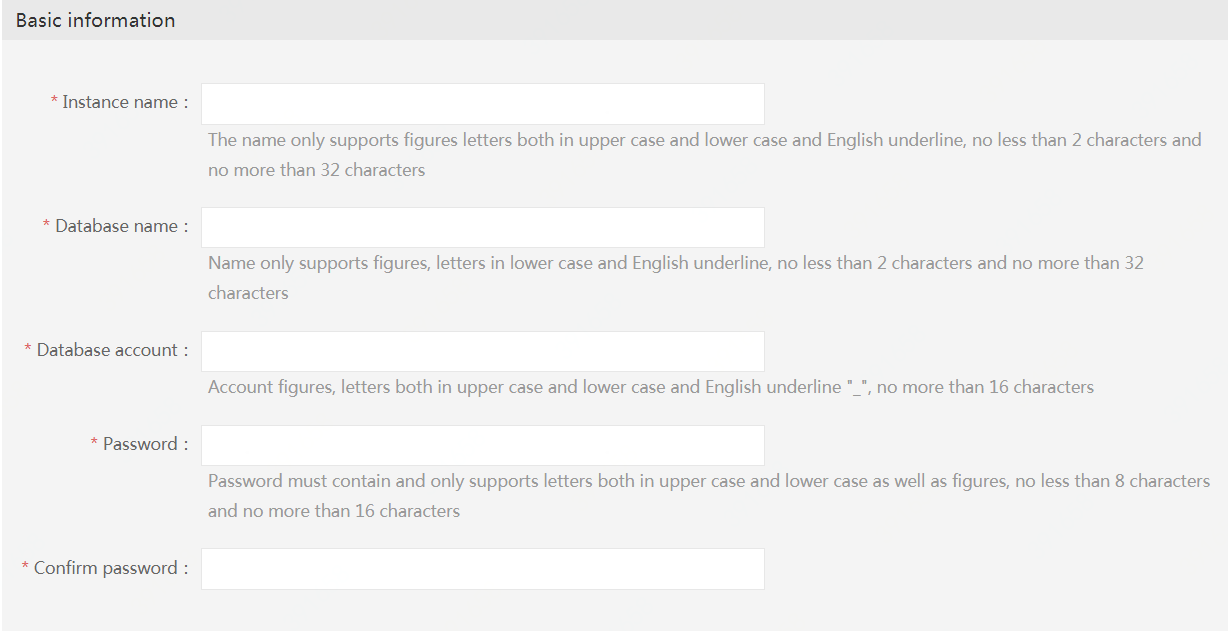 Basic information
* Instance name :
The name only supports figures letters both in upper case and lower case and English underline, no less than 2 characters and
no more than 32 characters
* Database name :
Name only supports figures, letters in lower case and English underline, no less than 2 characters and no more than 32
characters
* Database account :
Account figures, letters both in upper case and lower case and English underline "_", no more than 16 characters
* Password :
Password must contain and only supports letters both in upper case and lower case as well as figures, no less than 8 characters
and no more than 16 characters
* Confirm password :